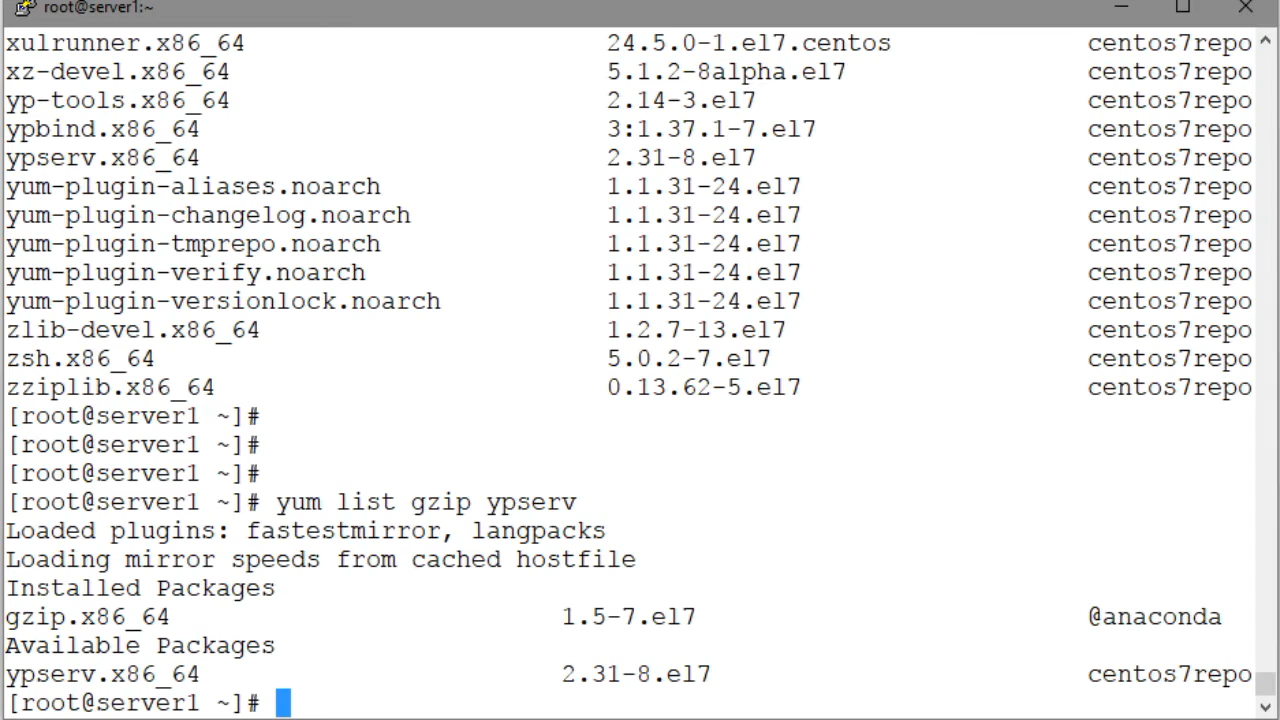 root@server1:~
xulrunner.x86_64 24.5.0-1.el7.centos centos7repo
xz-devel.x86_64 5.1.2-8alpha.el7 centos7repo
yp-tools.x86_64 2.14-3.el7 centos7repo
ypbind.x86_64 3:1.37.1-7.el7 centos7repo
ypserv.x86_64 2.31-8.el7 centos7repo
yum-plugin-aliases.noarch 1.1.31-24.el7 centos7repo
yum-plugin-changelog.noarch 1.1.31-24.el7 centos7repo
yum-plugin-tmprepo.noarch 1.1.31-24.el7 centos7repo
yum-plugin-verify.noarch 1.1.31-24.el7 centos7repo
yum-plugin-versionlock.noarch 1.1.31-24.el7 centos7repo
zlib-devel.x86_64 1.2.7-13.el7 centos7repo
zsh.x86_64 5.0.2-7.el7 centos7repo
zziplib.x86_64 0.13.62-5.el7 centos7repo
[root@server1 ~]#
[root@server1 ~]#
[root@server1 ~]#
[root@server1 ~]# yum list gzip ypserv
Loaded plugins: fastestmirror, langpacks
Loading mirror speeds from cached hostfile
Installed Packages
gzip.x86_64 1.5-7.el7 @anaconda
Available Packages
ypserv.x86_64 2.31-8.el7 centos7repo
[root@server1 ~]#